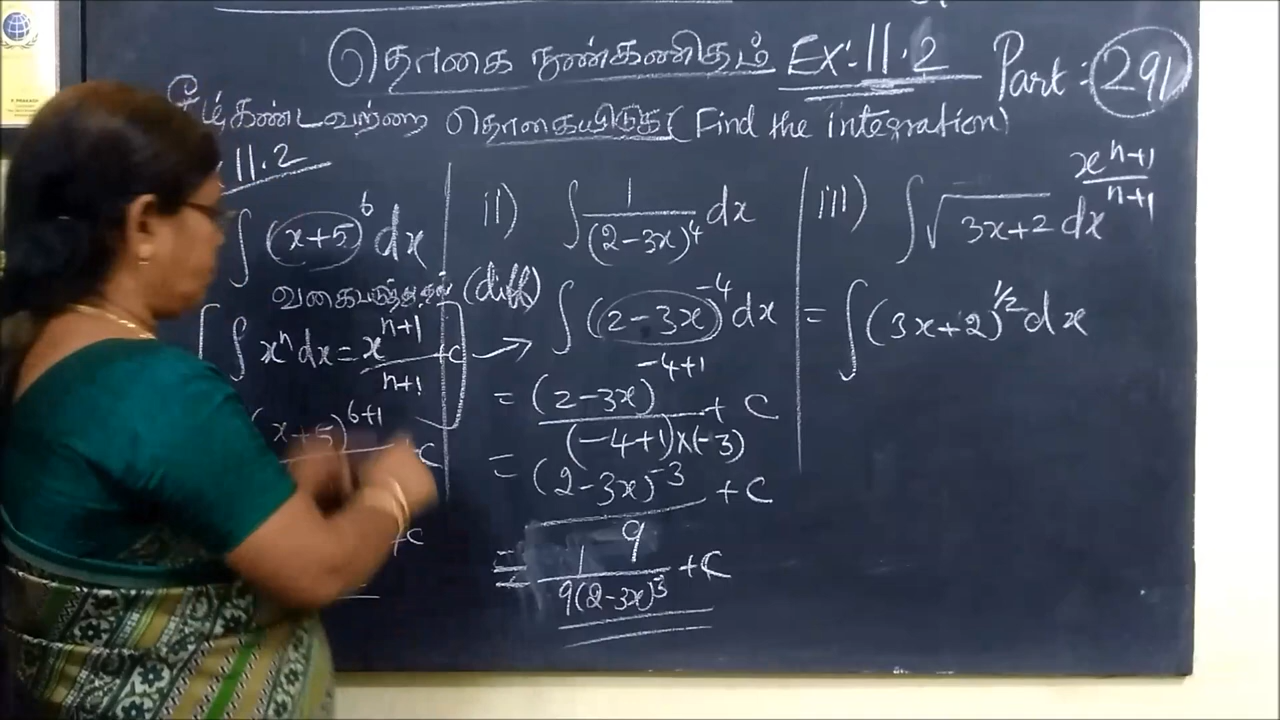 தொகை நுண்கணிதம் Ex: 11.2 Part: 291
கீழ்கண்டவற்றை தொகையிடுக (Find the integration)
11.2
∫ (x+5)^6 dx
வகைபடுத்துதல் (diff)
∫ x^n dx = x^{n+1}/n+1 + c
(x+5)^{6+1} + c
+c
ii) ∫ 1/(2-3x)^4 dx
∫ (2-3x)^{-4} dx
= (2-3x)^{-4+1}/(-4+1)×(-3) + C
= (2-3x)^{-3}/9 + C
= 1/9(2-3x)^3 + C
iii) ∫ √3x+2 dx
x^{n+1}/n+1
= ∫ (3x+2)^{1/2} dx